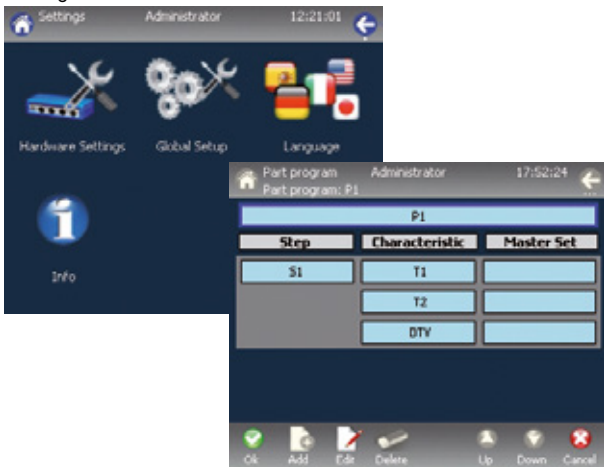 Settings Administrator 12:21:01
Hardware Settings Global Setup Language
Info
Part program Administrator 17:52:24
Part program: P1
P1
Step Characteristic Master Set
S1 T1
T2
DTV
Ok Add Edit Delete Up Down Cancel